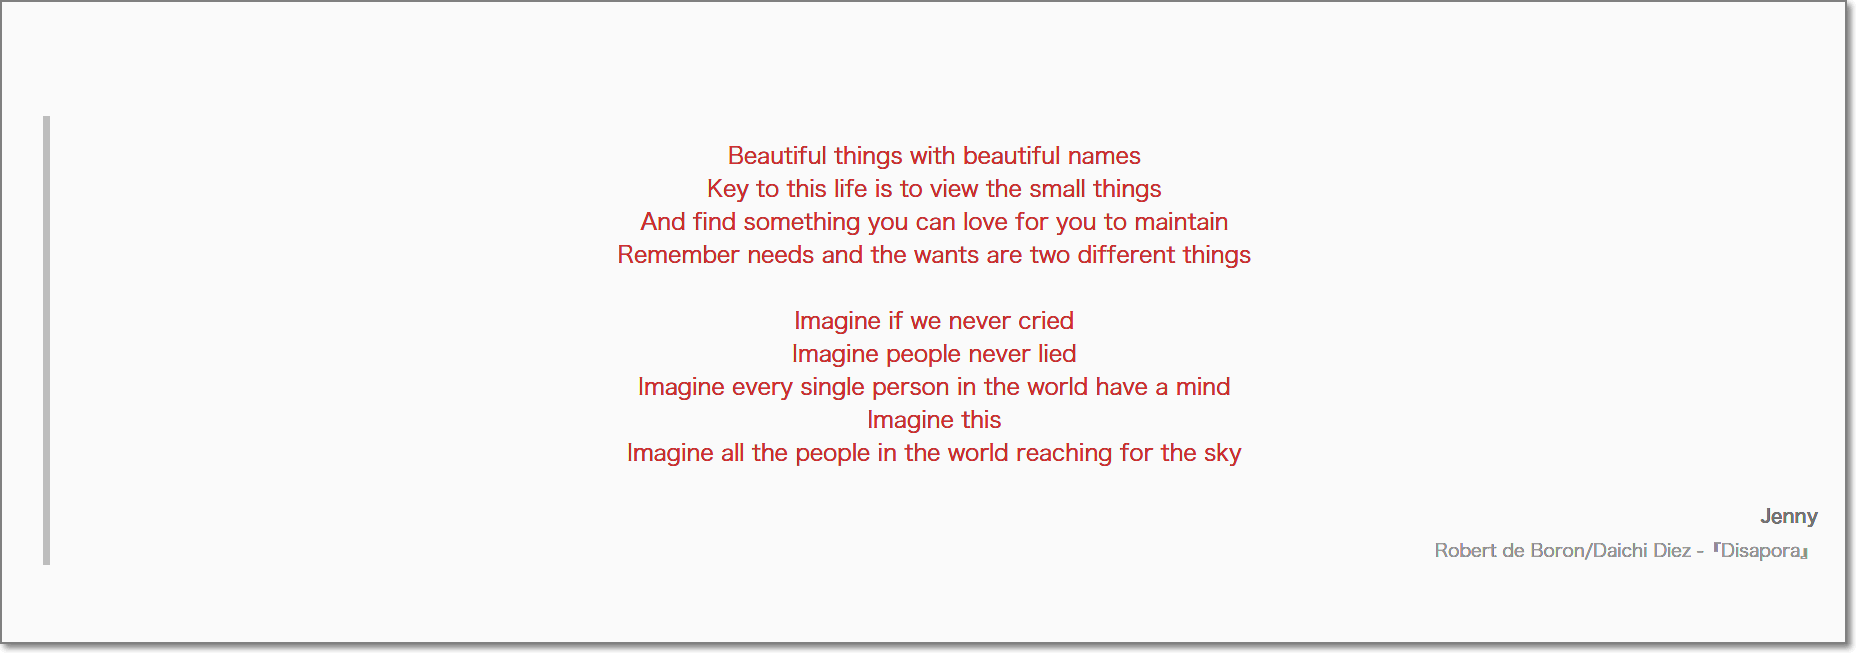 Beautiful things with beautiful names
Key to this life is to view the small things
And find something you can love for you to maintain
Remember needs and the wants are two different things
Imagine if we never cried
Imagine people never lied
Imagine every single person in the world have a mind
Imagine this
Imagine all the people in the world reaching for the sky
Jenny
Robert de Boron/Daichi Diez -『Disapora』